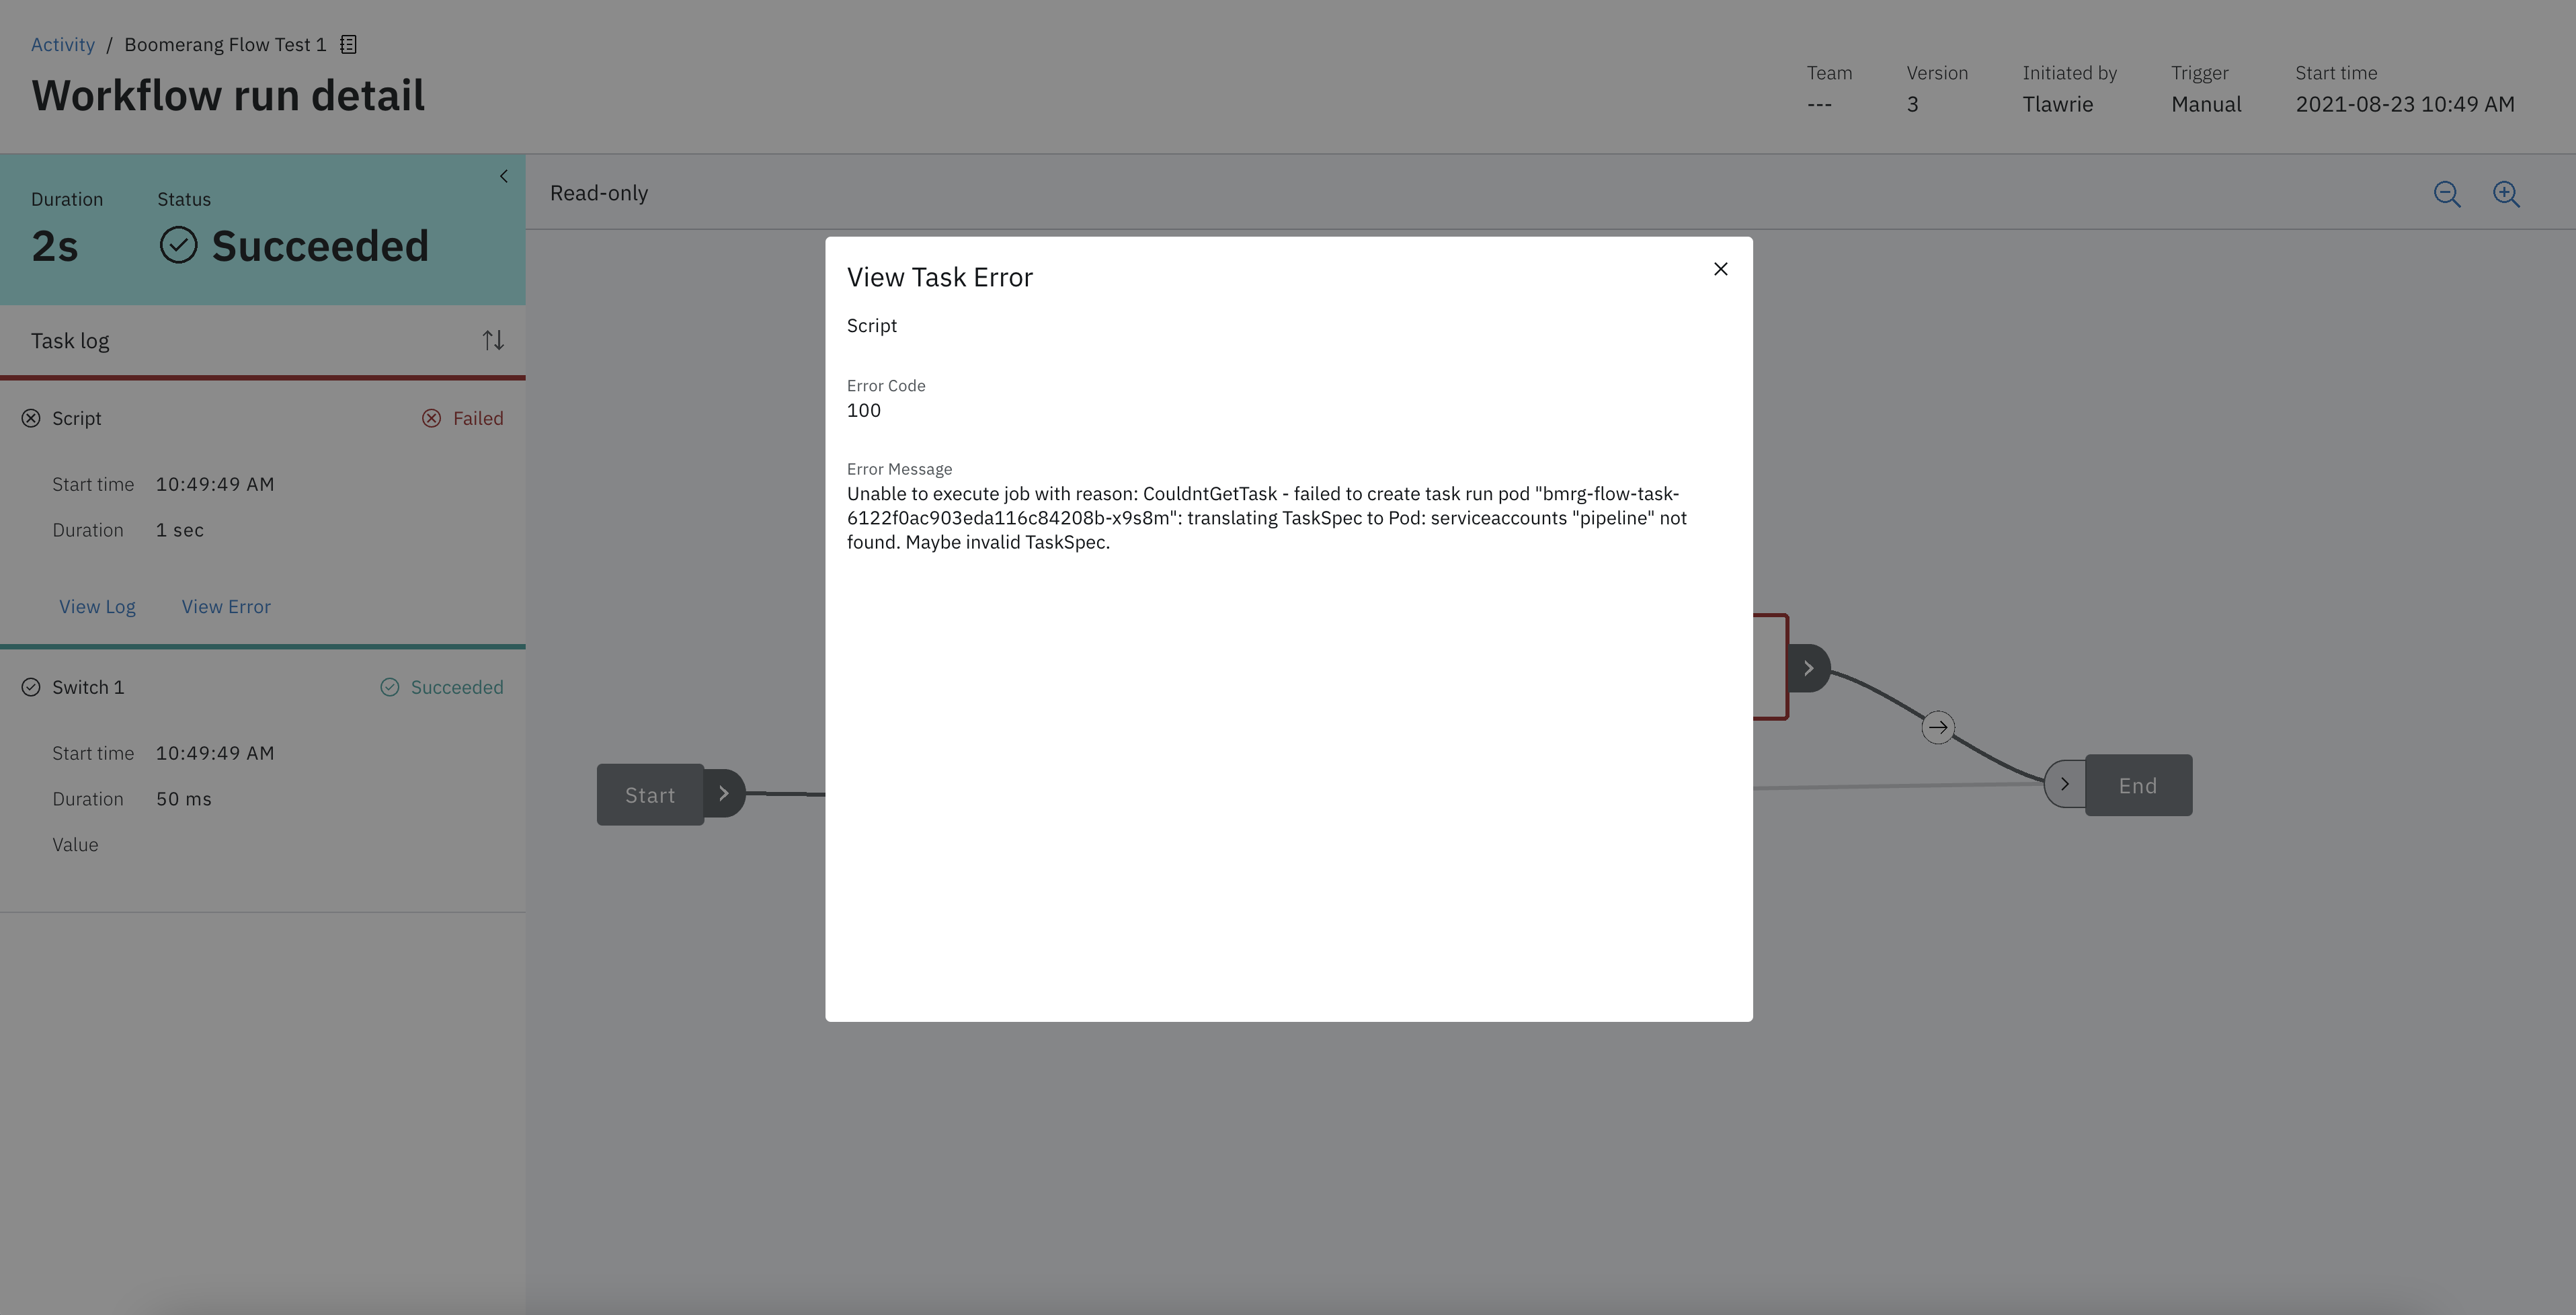 Activity / Boomerang Flow Test 1
Workflow run detail
Team
---
Version
3
Initiated by
Tlawrie
Trigger
Manual
Start time
2021-08-23 10:49 AM
Duration
2s
Status
Succeeded
Read-only
Task log
Script Failed
Start time 10:49:49 AM
Duration 1 sec
View Log View Error
Switch 1 Succeeded
Start time 10:49:49 AM
Duration 50 ms
Value
View Task Error
Script
Error Code
100
Error Message
Unable to execute job with reason: CouldntGetTask - failed to create task run pod "bmrg-flow-task-
6122f0ac903eda116c84208b-x9s8m": translating TaskSpec to Pod: serviceaccounts "pipeline" not
found. Maybe invalid TaskSpec.
Start
End